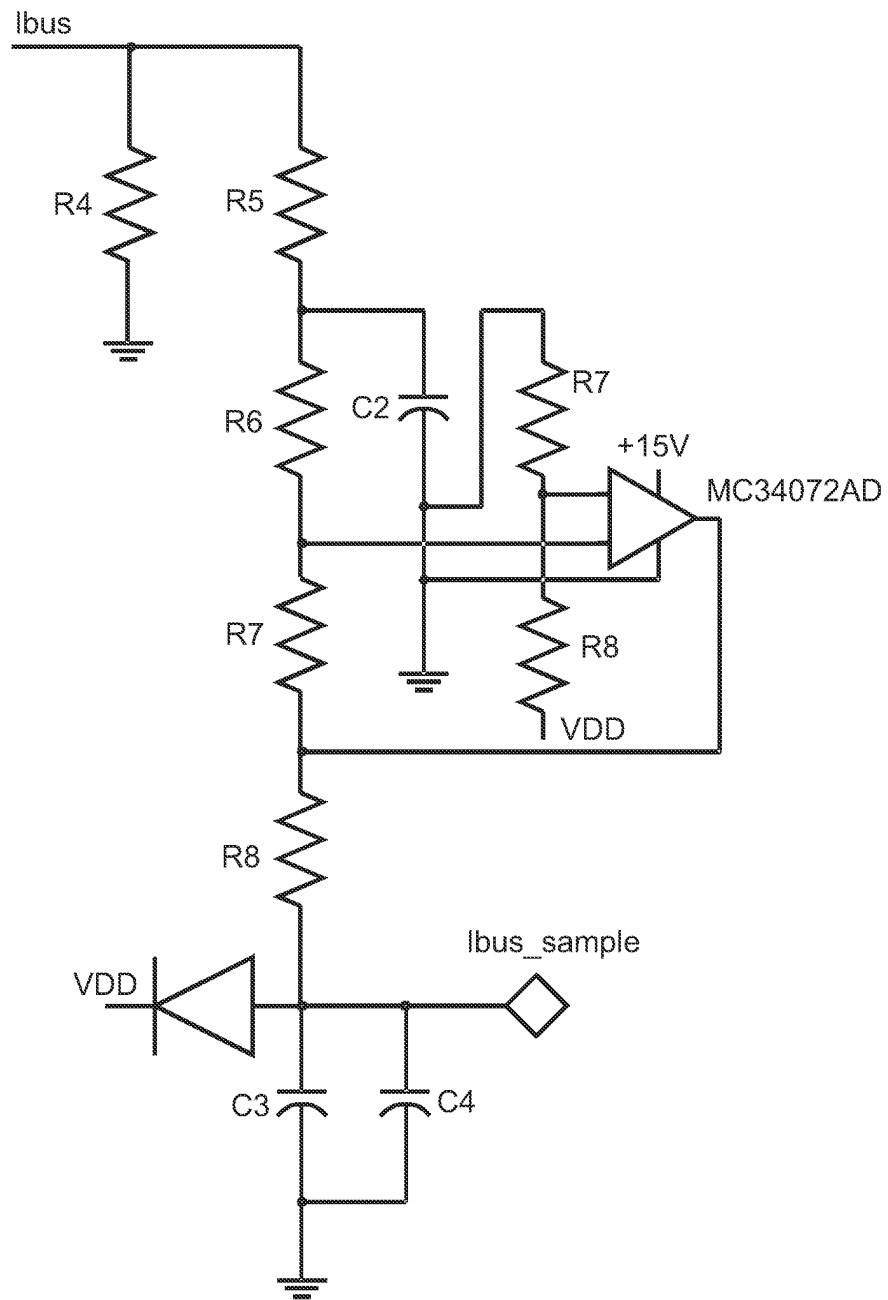 Ibus
R4
R5
R6
C2
R7
+15V
MC34072AD
R7
R8
VDD
R8
Ibus_sample
VDD
C3
C4